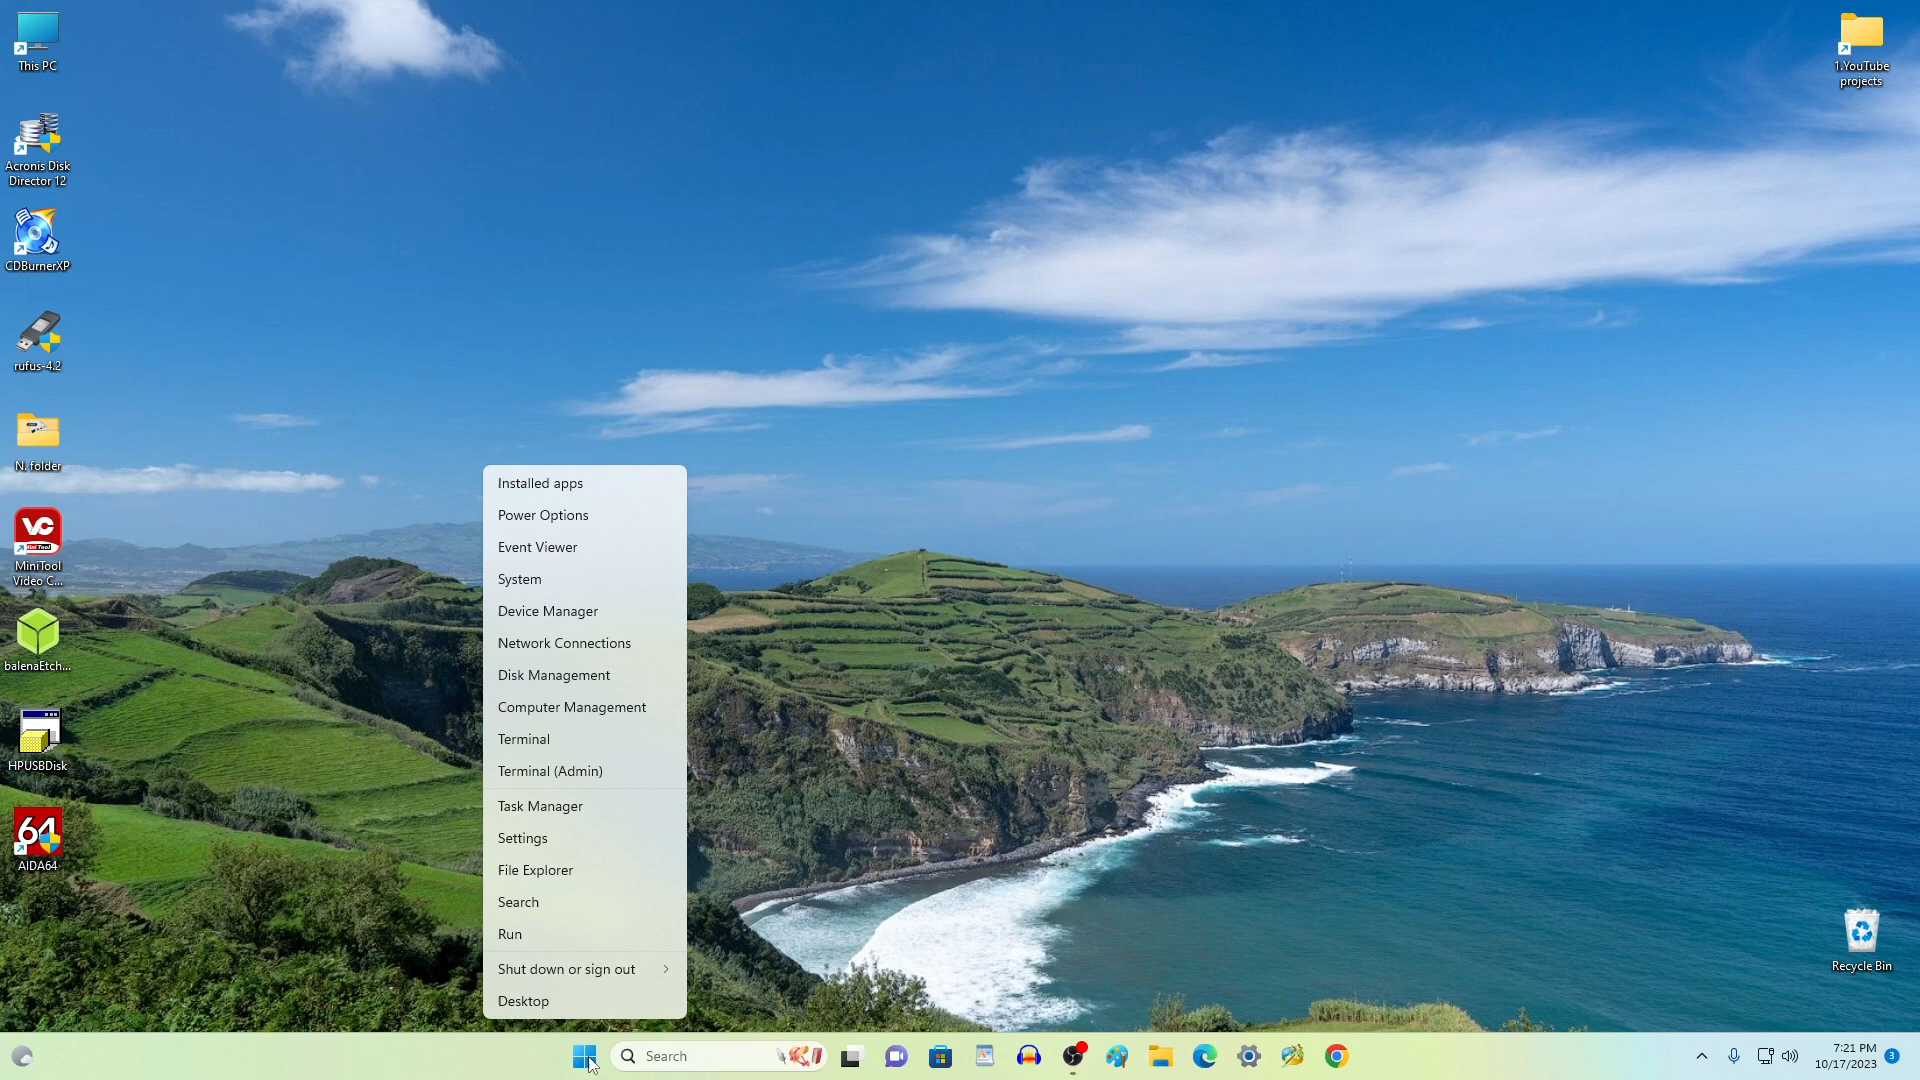 This PC
Acronis Disk
Director 12
CDBurnerXP
rufus-4.2
N. folder
VC
MiniTool
Video C...
balenaEtch...
HPUSBDisk
64
AIDA64
1.YouTube
projects
Recycle Bin
Installed apps
Power Options
Event Viewer
System
Device Manager
Network Connections
Disk Management
Computer Management
Terminal
Terminal (Admin)
Task Manager
Settings
File Explorer
Search
Run
Shut down or sign out
Desktop
Search
7:21 PM
10/17/2023
3